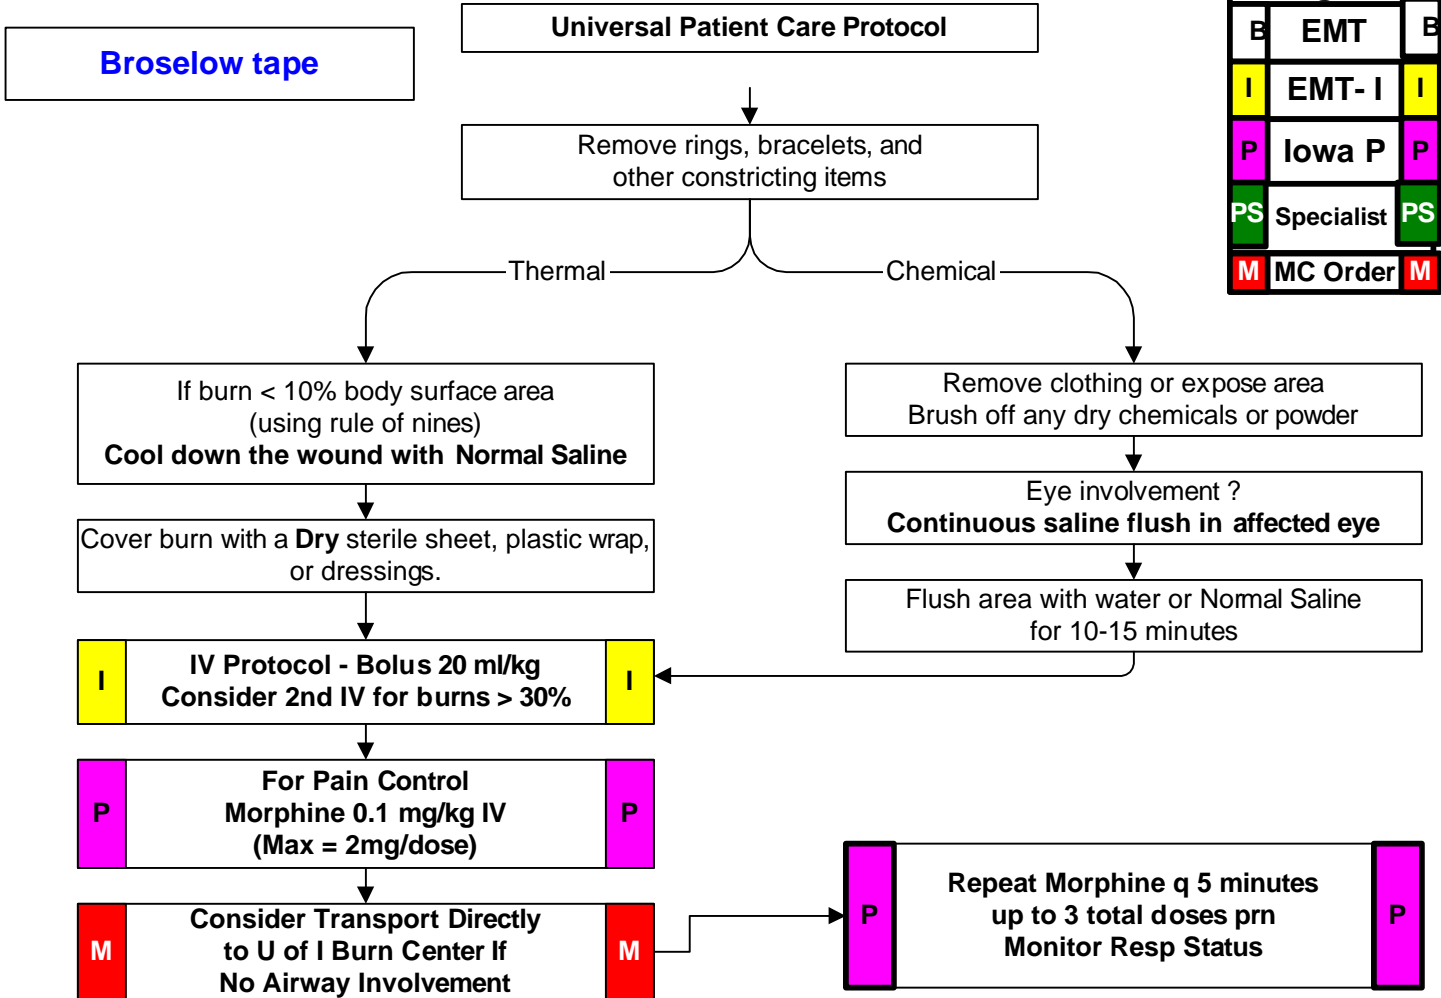 Universal Patient Care Protocol
Broselow tape
B EMT B
I EMT- I I
P Iowa P P
PS Specialist PS
M MC Order M
Remove rings, bracelets, and
other constricting items
Thermal
Chemical
If burn < 10% body surface area
(using rule of nines)
Cool down the wound with Normal Saline
Cover burn with a Dry sterile sheet, plastic wrap,
or dressings.
Remove clothing or expose area
Brush off any dry chemicals or powder
Eye involvement ?
Continuous saline flush in affected eye
Flush area with water or Normal Saline
for 10-15 minutes
I
IV Protocol - Bolus 20 ml/kg
Consider 2nd IV for burns > 30%
I
P
For Pain Control
Morphine 0.1 mg/kg IV
(Max = 2mg/dose)
P
M
Consider Transport Directly
to U of I Burn Center If
No Airway Involvement
M
P
Repeat Morphine q 5 minutes
up to 3 total doses prn
Monitor Resp Status
P